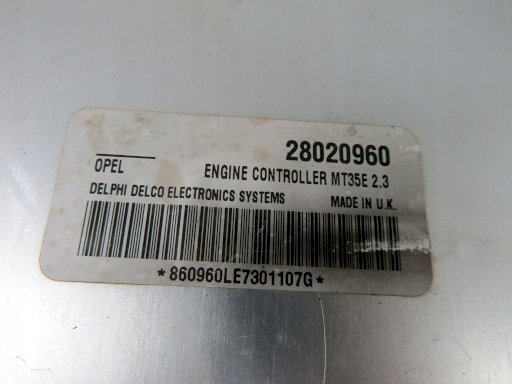 28020960
OPEL ENGINE CONTROLLER MT35E 2.3
DELPHI DELCO ELECTRONICS SYSTEMS MADE IN U.K.
*860960LE7301107G*